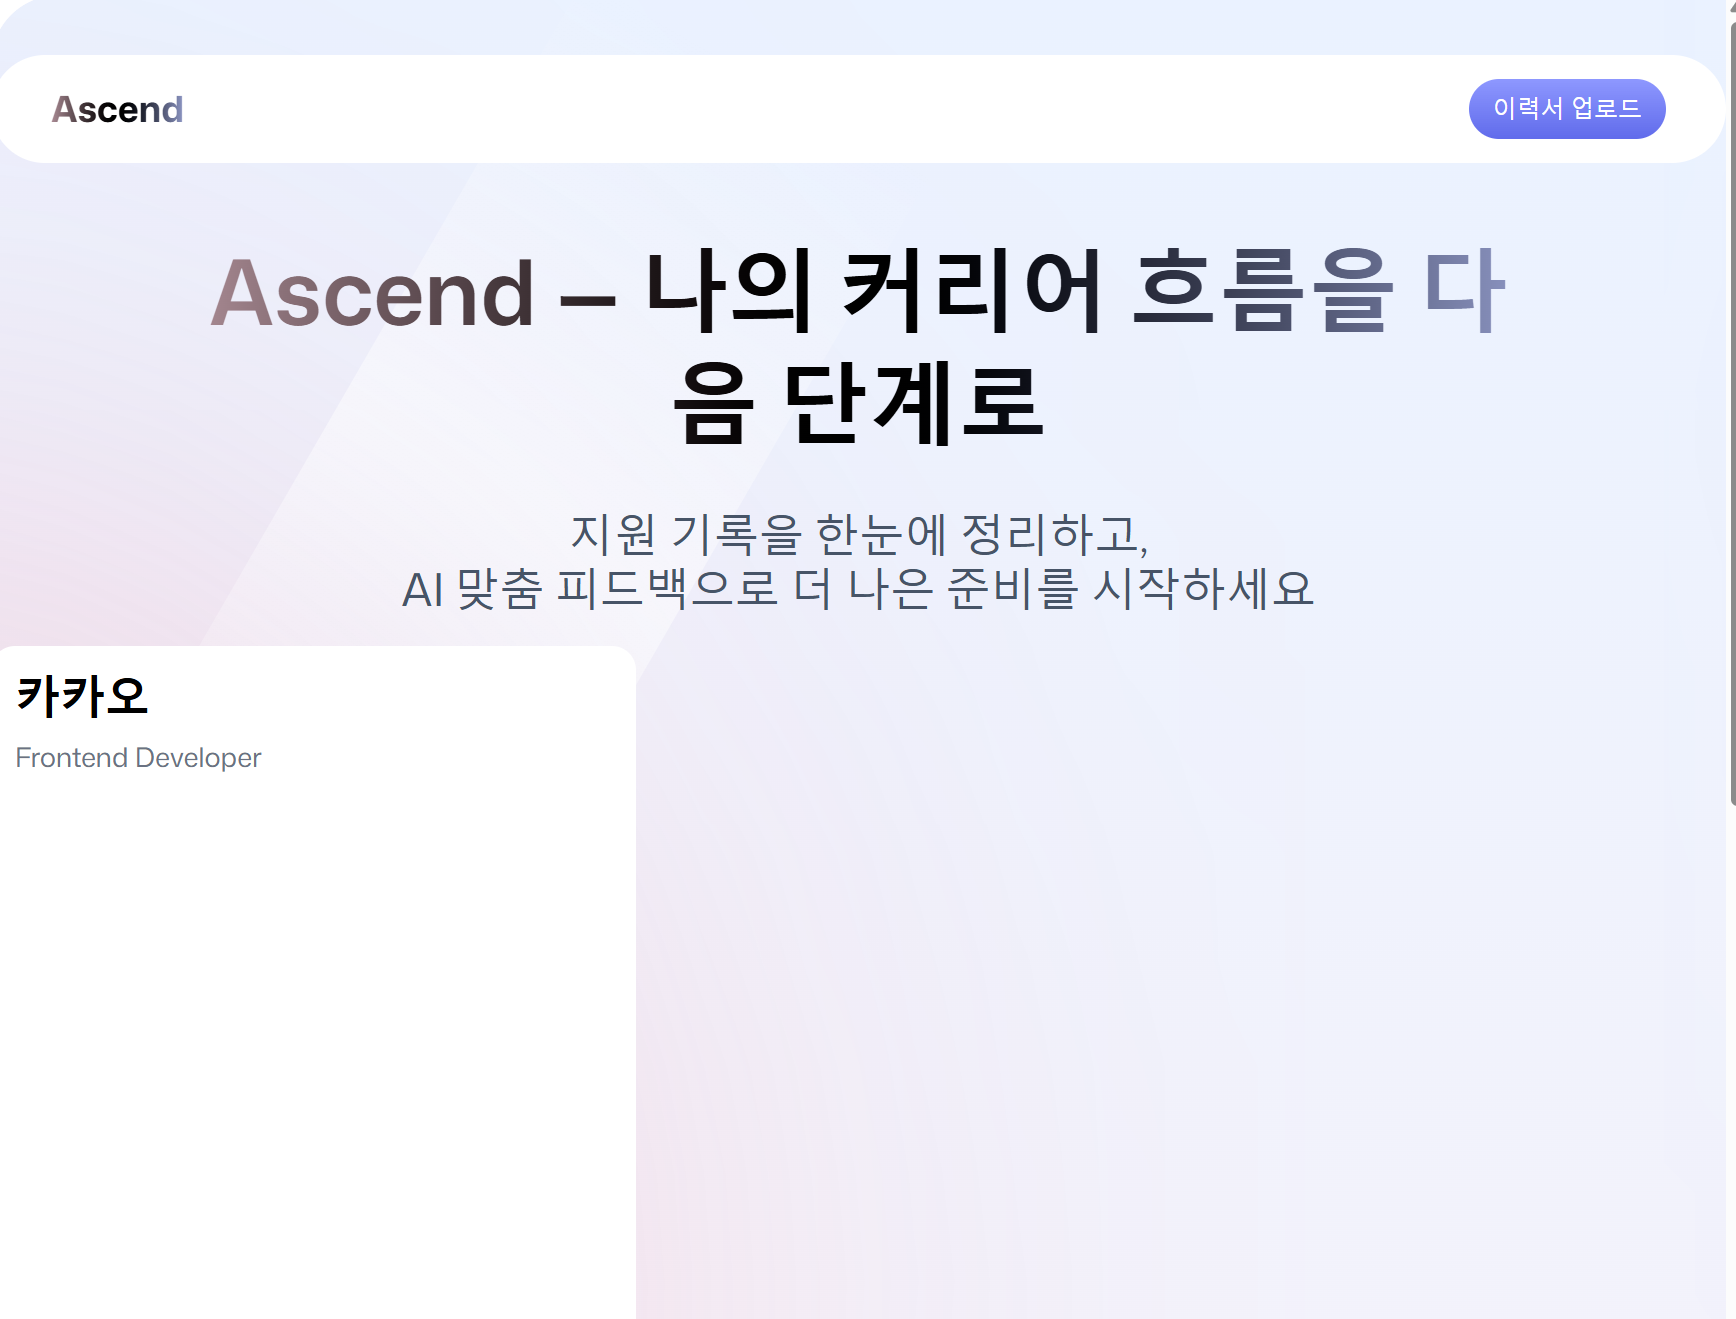 Ascend
이력서 업로드
Ascend – 나의 커리어 흐름을 다
음 단계로
지원 기록을 한눈에 정리하고,
AI 맞춤 피드백으로 더 나은 준비를 시작하세요
카카오
Frontend Developer